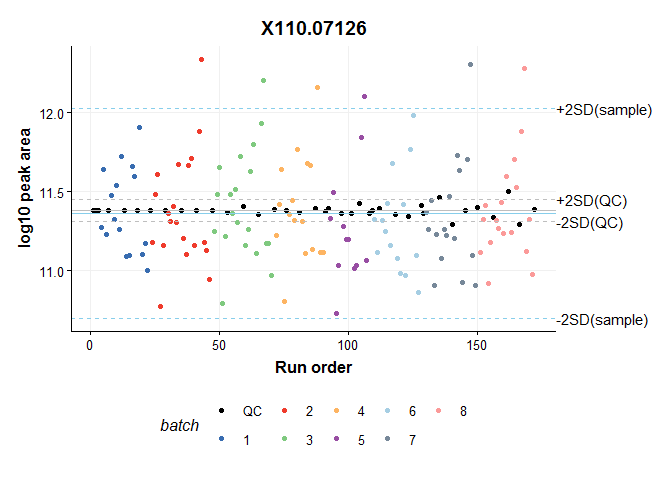 X110.07126
log10 peak area
12.0
11.5
11.0
+2SD(sample)
+2SD(QC)
-2SD(QC)
-2SD(sample)
0
50
100
150
Run order
batch
QC
2
4
6
8
1
3
5
7